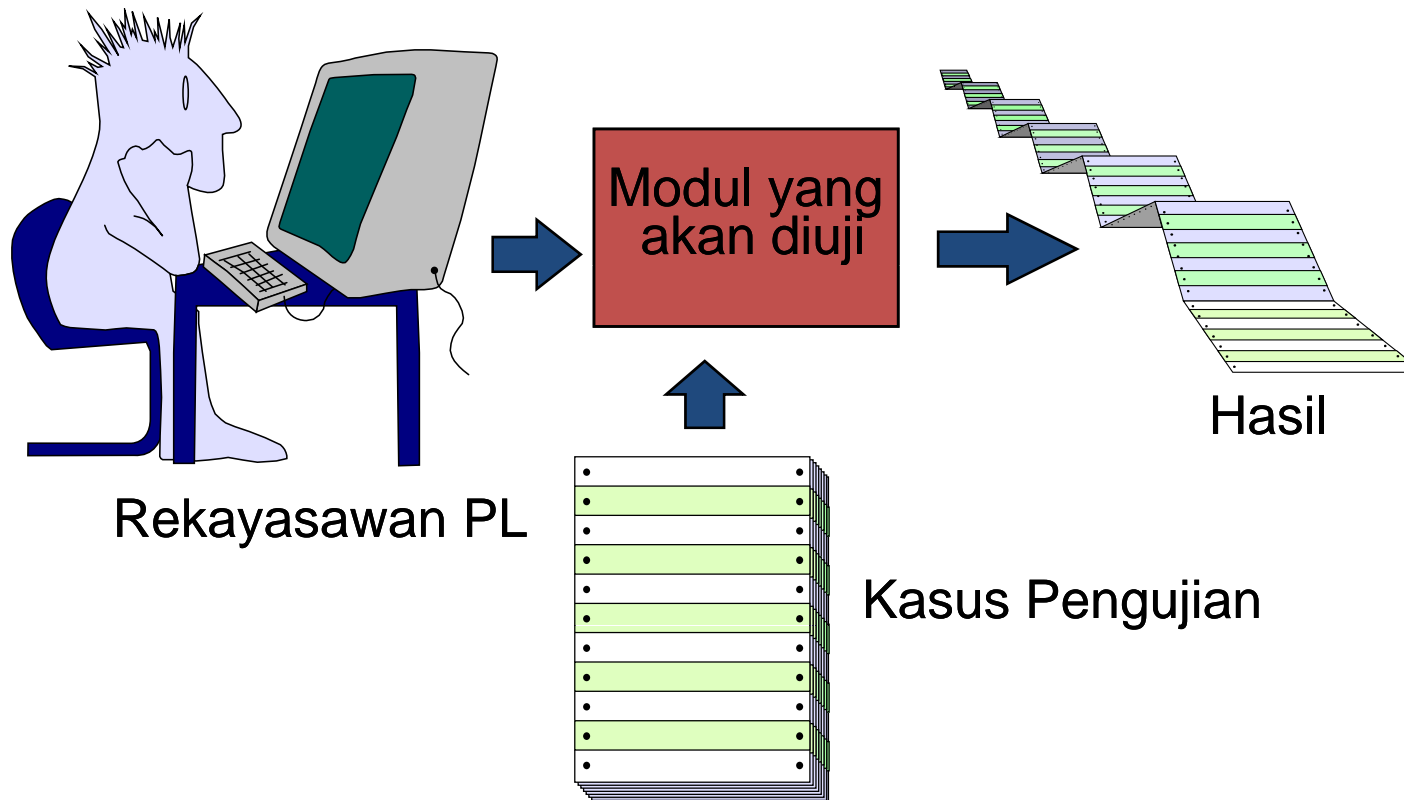 Modul yang
akan diuji
Hasil
Rekayasawan PL
Kasus Pengujian